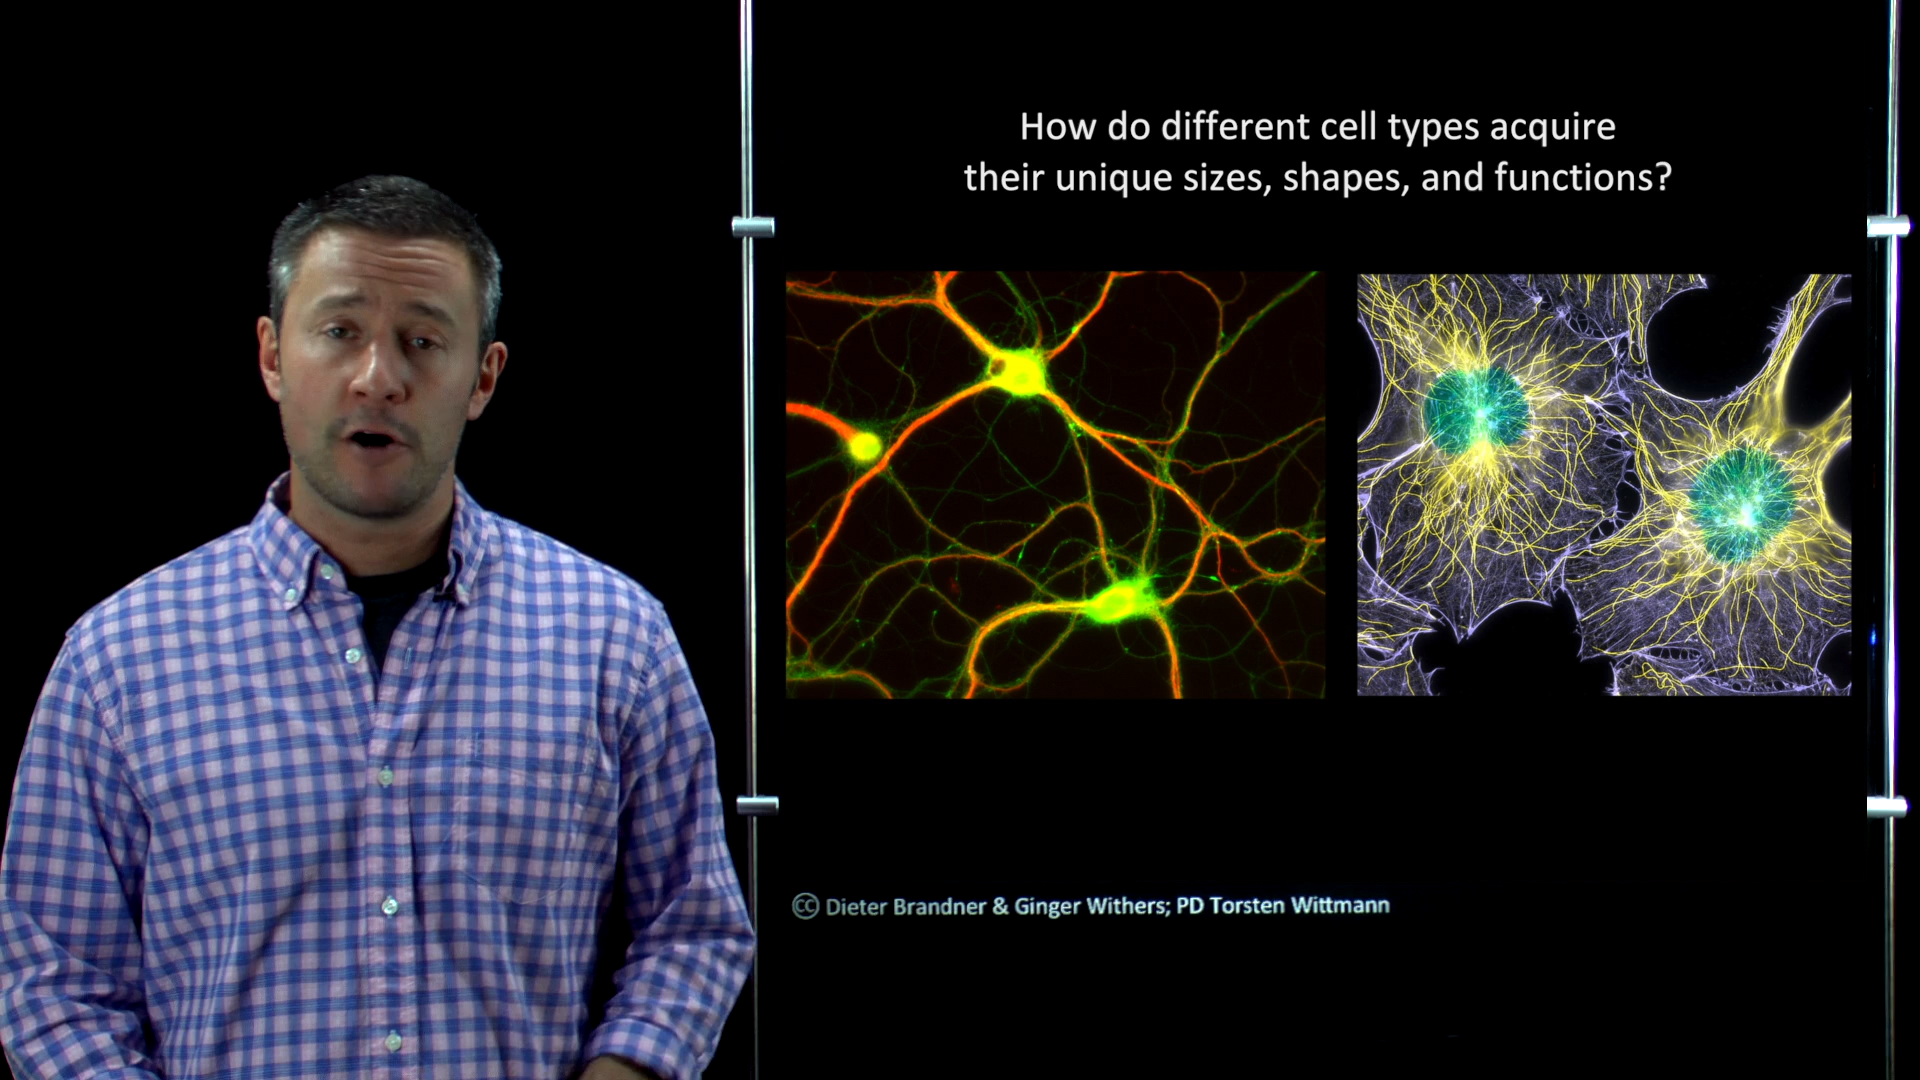 How do different cell types acquire
their unique sizes, shapes, and functions?
cc Dieter Brandner & Ginger Withers; PD Torsten Wittmann